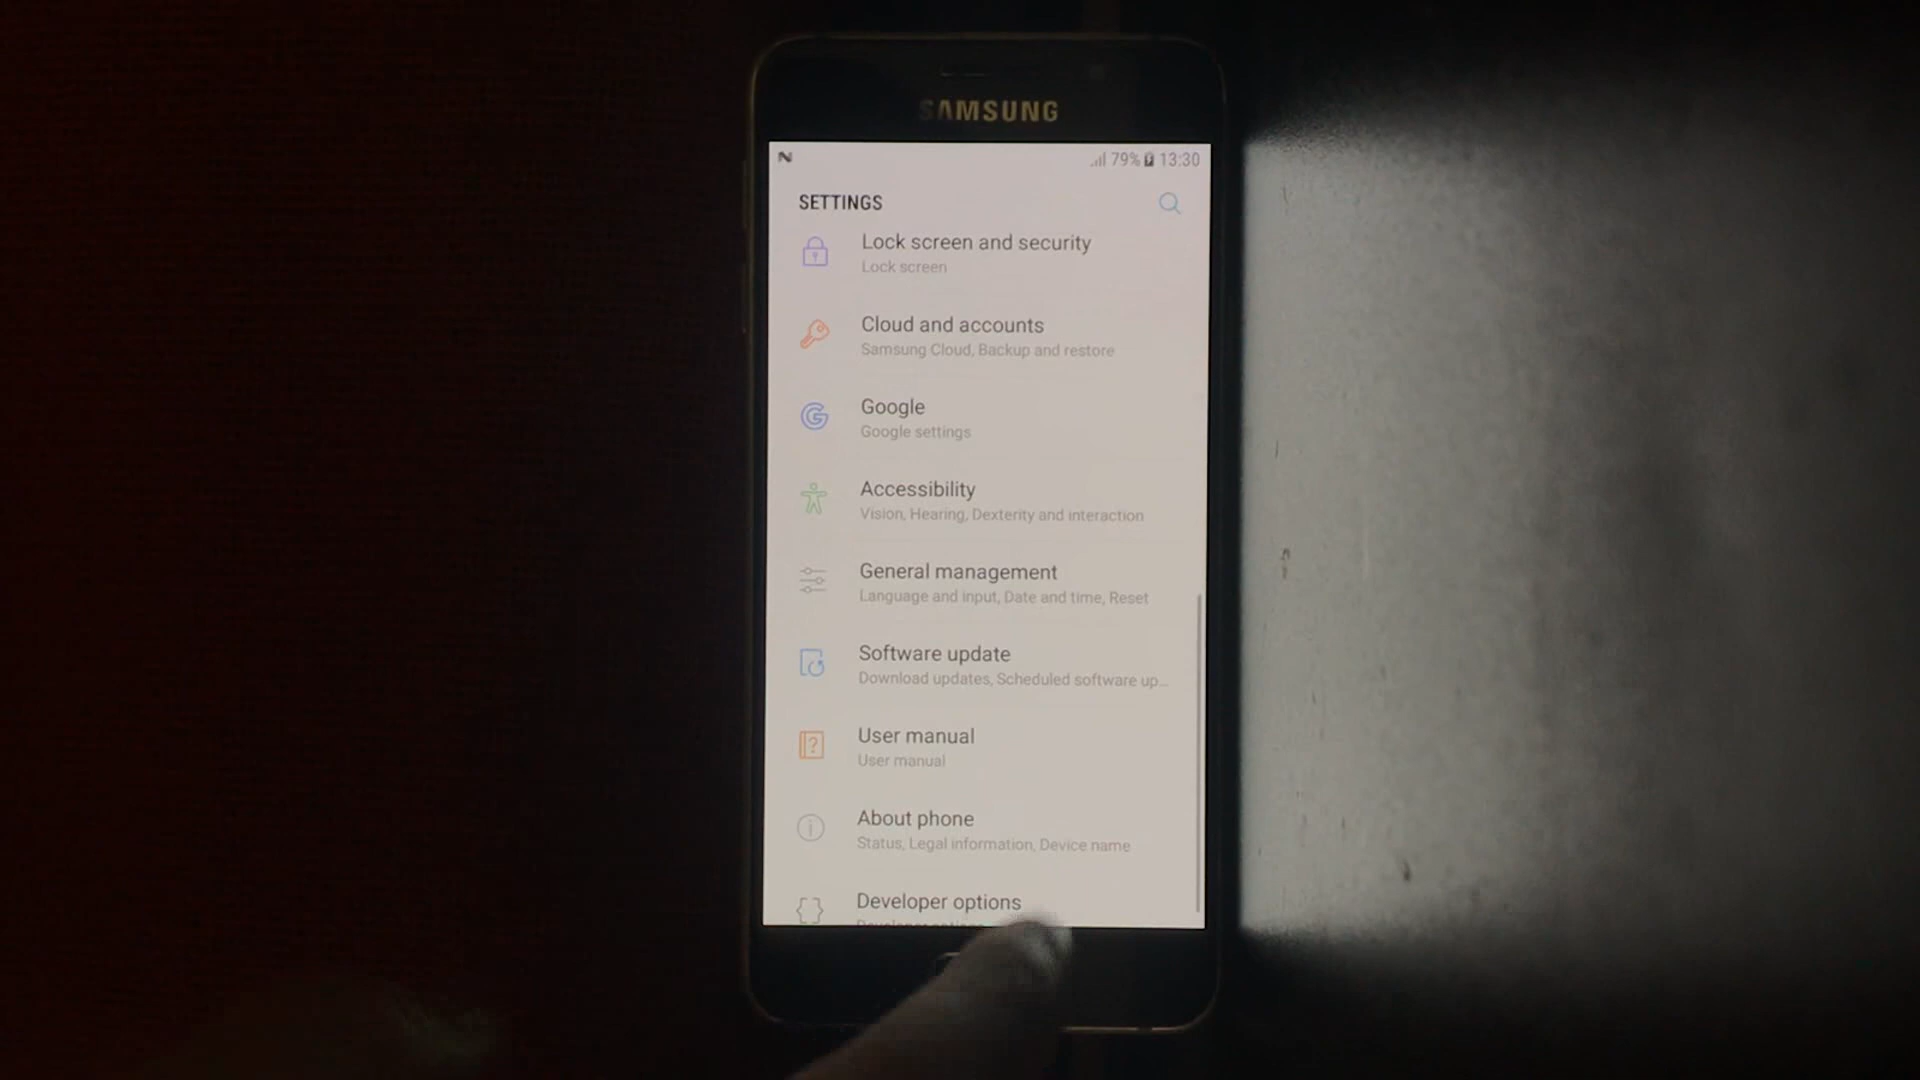 SAMSUNG
79% 13:30
SETTINGS
Lock screen and security
Lock screen
Cloud and accounts
Samsung Cloud, Backup and restore
Google
Google settings
Accessibility
Vision, Hearing, Dexterity and interaction
General management
Language and input, Date and time, Reset
Software update
Download updates, Scheduled software up...
User manual
User manual
About phone
Status, Legal information, Device name
Developer options